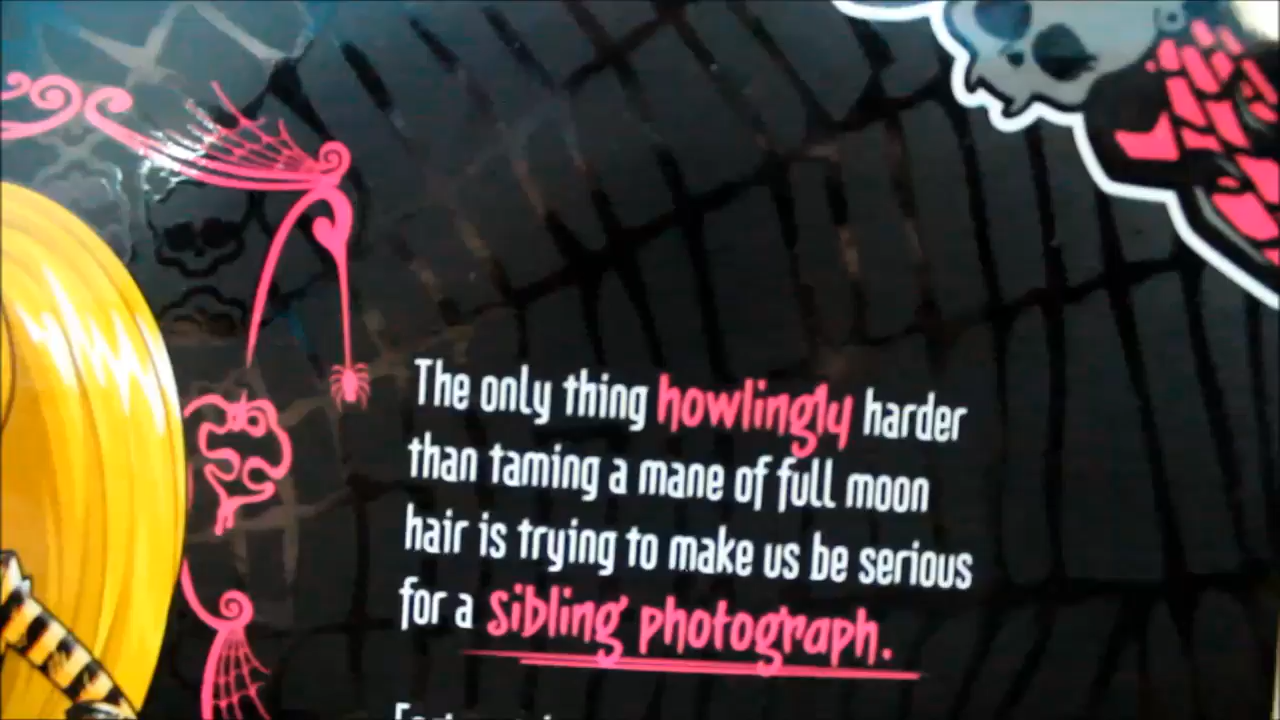 The only thing howlingly harder
than taming a mane of full moon
hair is trying to make us be serious
for a sibling photograph.